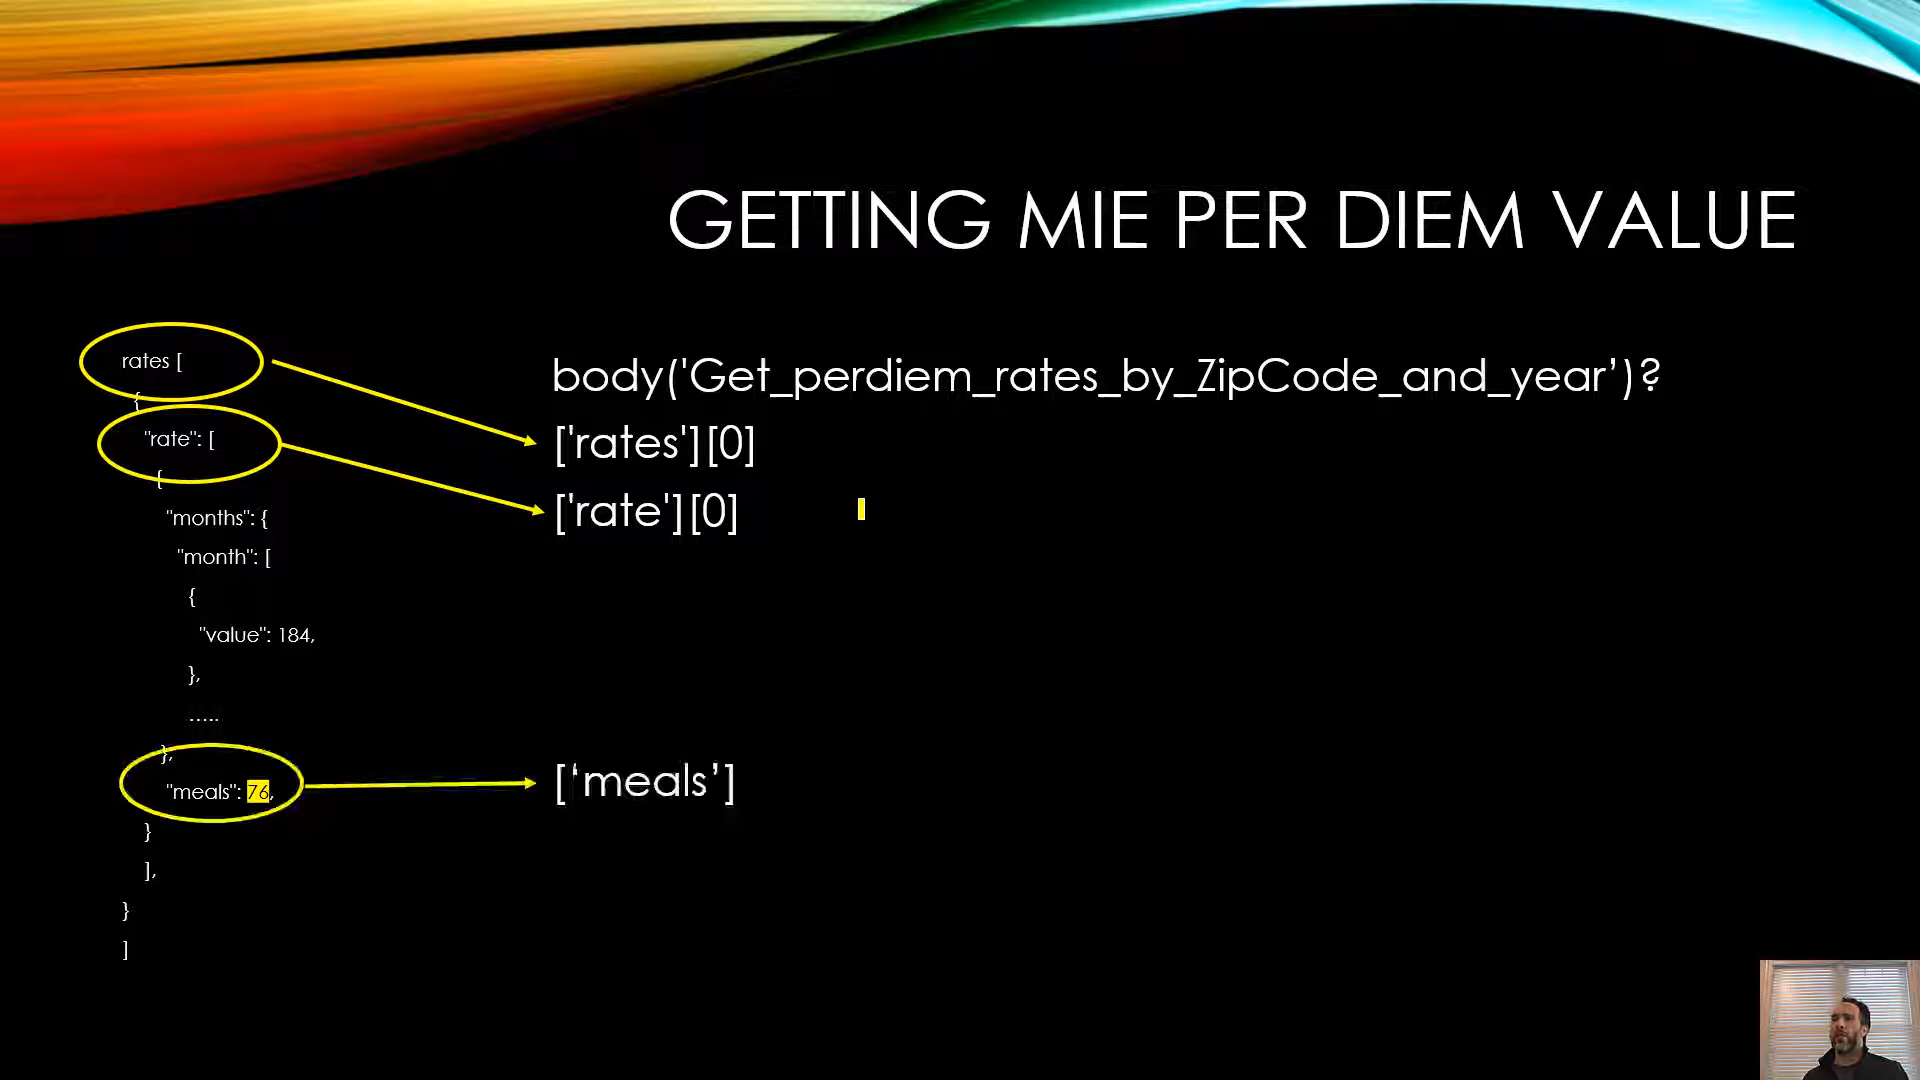 GETTING MIE PER DIEM VALUE
rates [
{
"rate": [
{
"months": {
"month": [
{
"value": 184,
},
.....
},
"meals": 76,
}
],
}
]
body('Get_perdiem_rates_by_ZipCode_and_year’)?
['rates'][0]
['rate'][0]
[‘meals’]